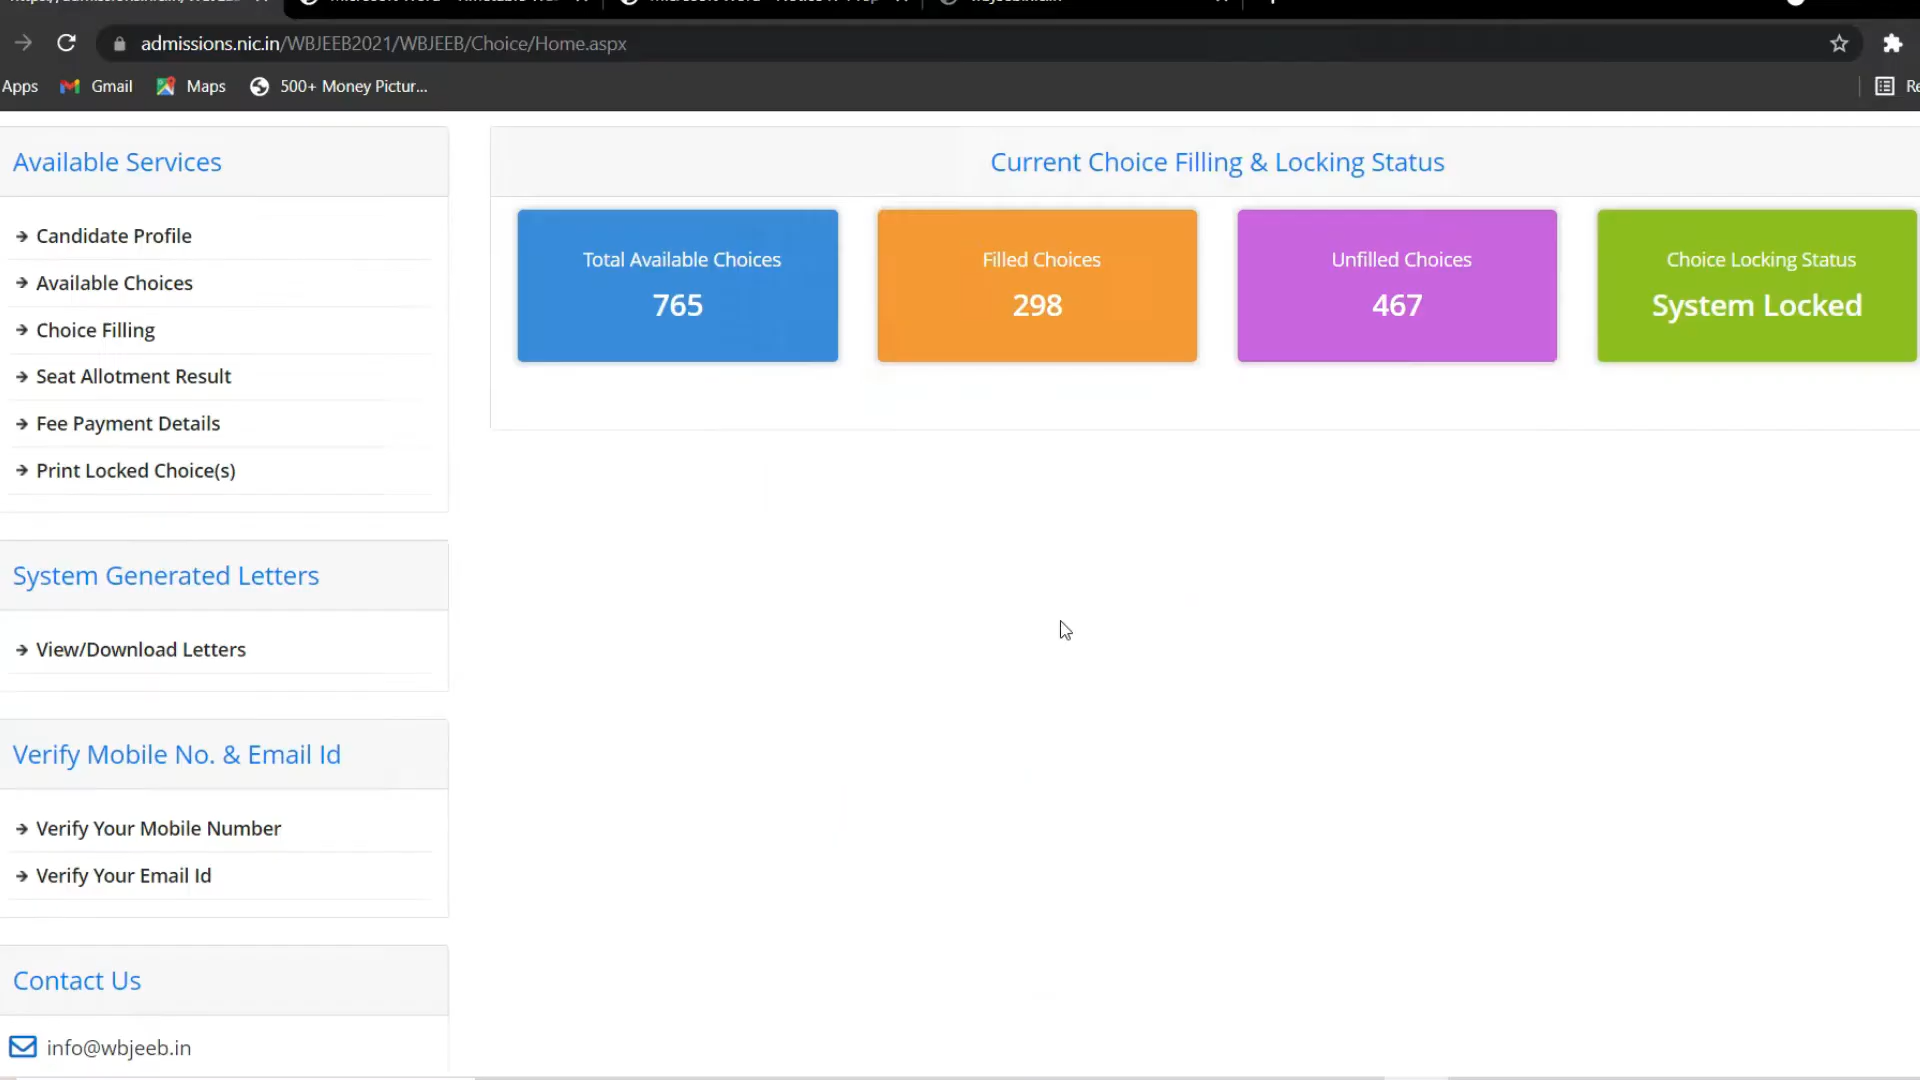 admissions.nic.in/WBJEEB2021/WBJEEB/Choice/Home.aspx
Apps Gmail Maps 500+ Money Pictur... Re
Available Services
Candidate Profile
Available Choices
Choice Filling
Seat Allotment Result
Fee Payment Details
Print Locked Choice(s)
System Generated Letters
View/Download Letters
Verify Mobile No. & Email Id
Verify Your Mobile Number
Verify Your Email Id
Contact Us
info@wbjeeb.in
Current Choice Filling & Locking Status
Total Available Choices
765
Filled Choices
298
Unfilled Choices
467
Choice Locking Status
System Locked